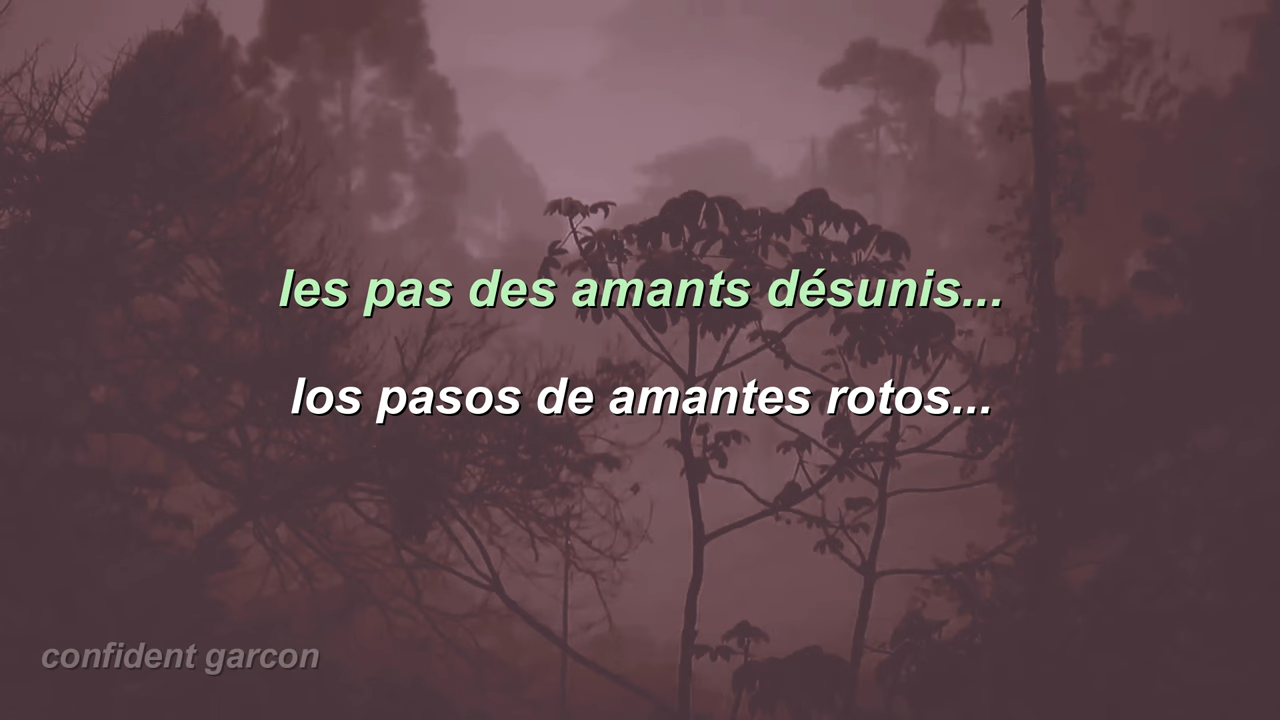 les pas des amants désunis...
los pasos de amantes rotos...
confident garcon